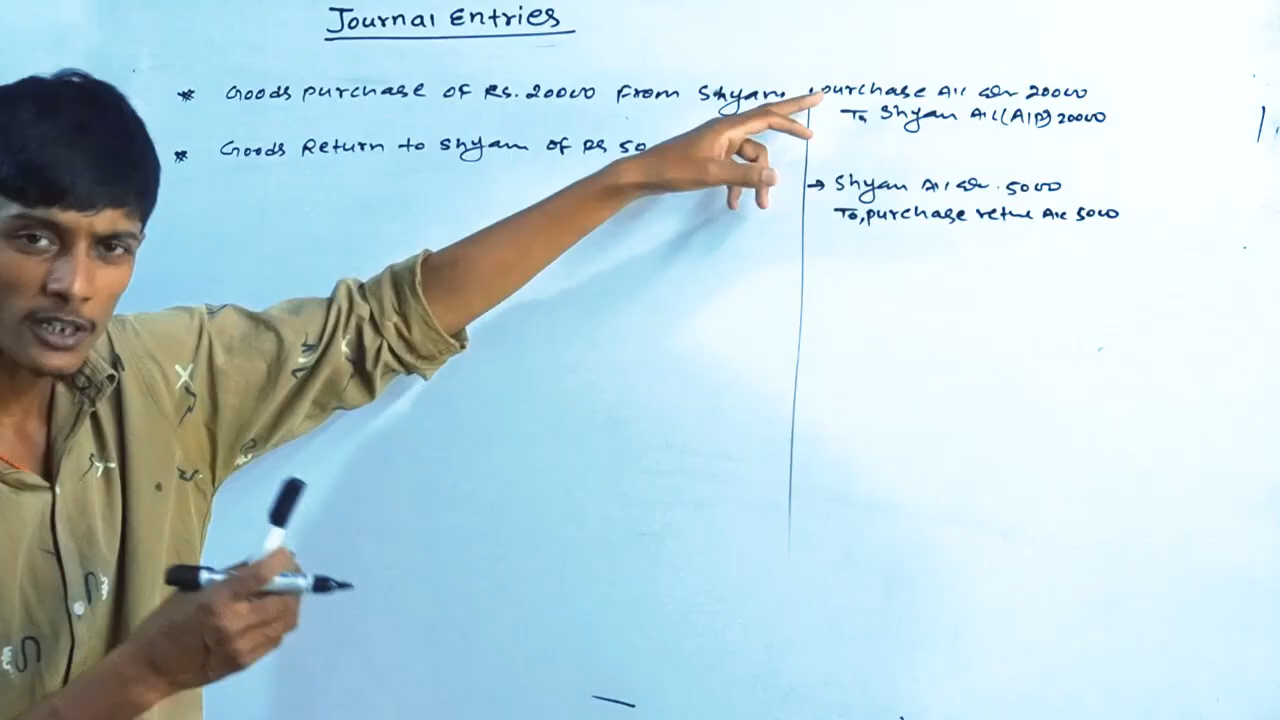 Journal Entries
* Goods purchase of Rs. 20000 from Shyam
purchase A/c Dr 20000
To Shyam A/c (A/P) 20000
* Goods Return to Shyam of Rs 50
→ Shyam A/c Dr. 5000
To, purchase return A/c 5000